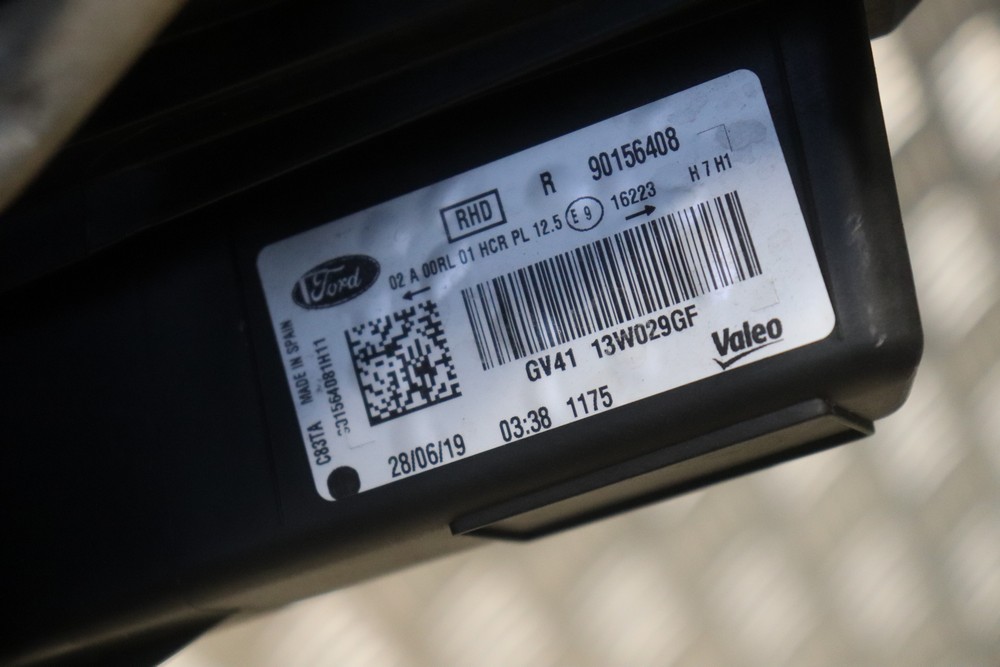 RHD R 90156408
Ford 02 A 00RL 01 HCR PL 12.5 E 9 16223 H 7 H1
GV41 13W029GF
Valeo
28/06/19 03:38 1175
C83TA MADE IN SPAIN